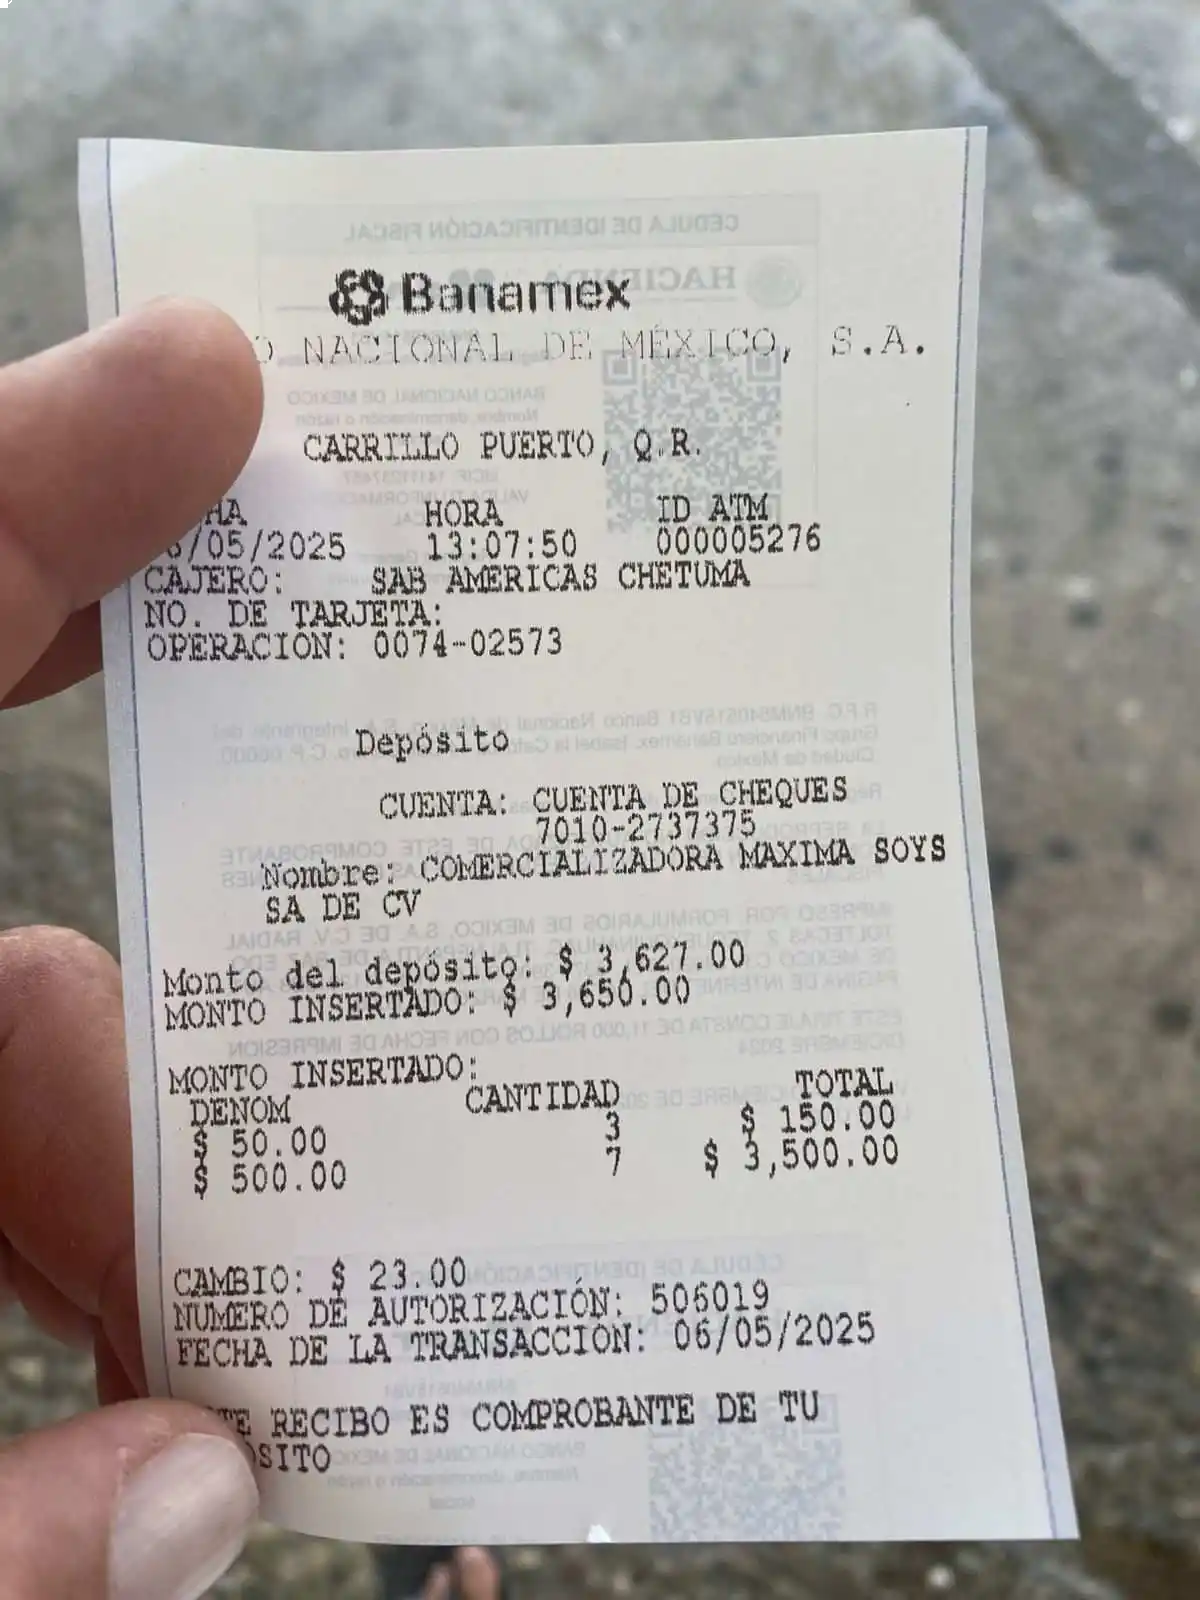 Banamex
NACIONAL DE MÉXICO, S.A.
CARRILLO PUERTO, Q.R.
HORA ID ATM
/05/2025 13:07:50 000005276
CAJERO: SAB AMERICAS CHETUMA
NO. DE TARJETA:
OPERACION: 0074-02573
Depósito
CUENTA: CUENTA DE CHEQUES
7010-2737375
Nombre: COMERCIALIZADORA MAXIMA SOYS
SA DE CV
Monto del depósito: $ 3,627.00
MONTO INSERTADO: $ 3,650.00
MONTO INSERTADO:
DENOM CANTIDAD TOTAL
$ 50.00 3 $ 150.00
$ 500.00 7 $ 3,500.00
CAMBIO: $ 23.00
NUMERO DE AUTORIZACIÓN: 506019
FECHA DE LA TRANSACCION: 06/05/2025
RECIBO ES COMPROBANTE DE TU